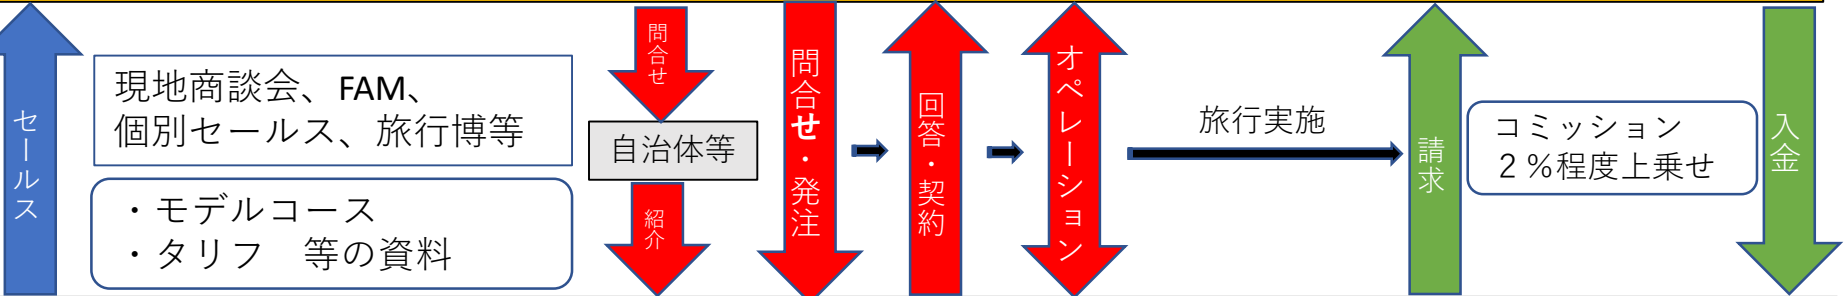 セールス
現地商談会、FAM、
個別セールス、旅行博等
・モデルコース
・タリフ　等の資料
問合せ
自治体等
紹介
問合せ・発注
回答・契約
オペレーション
旅行実施
請求
コミッション
２％程度上乗せ
入金